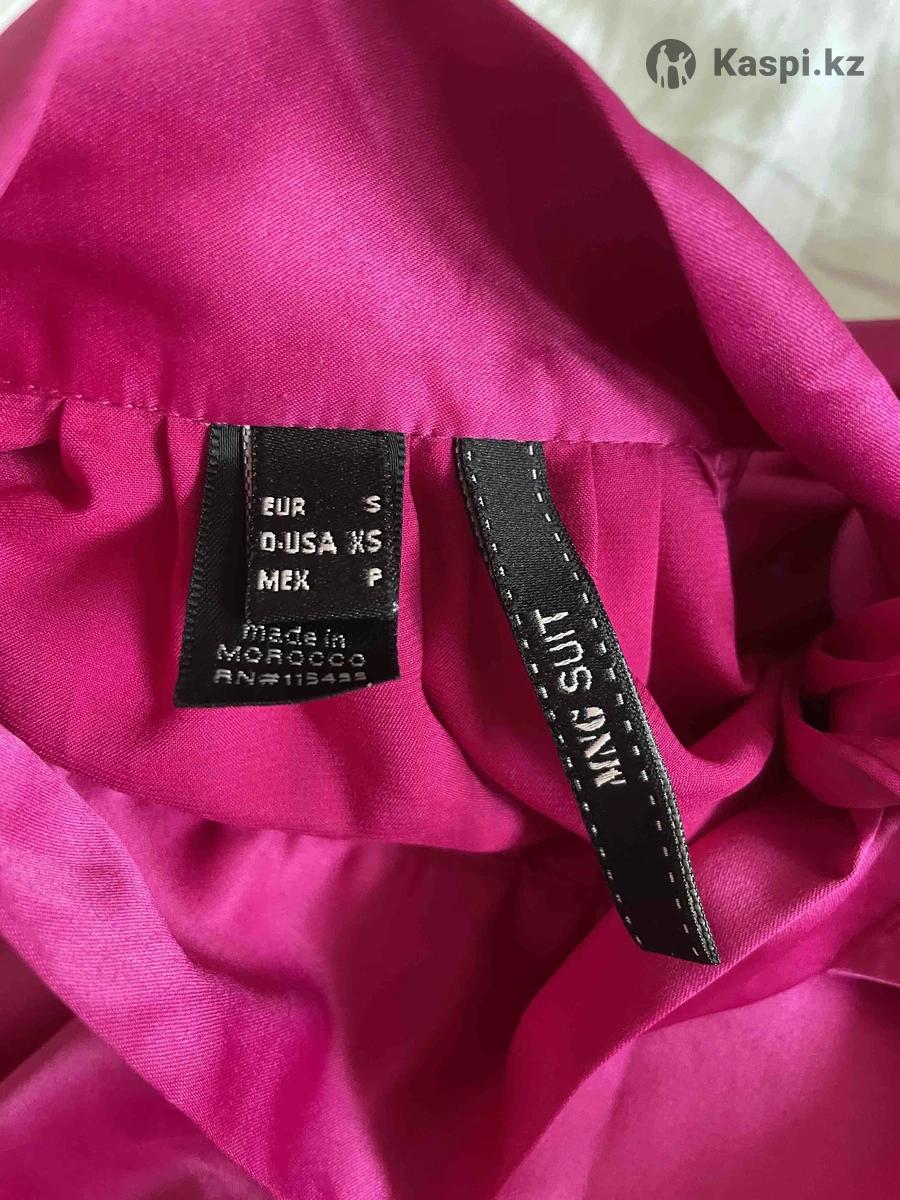 Kaspi.kz
EUR S
D·USA XS
MEX P
made in
MOROCCO
MNG SUIT